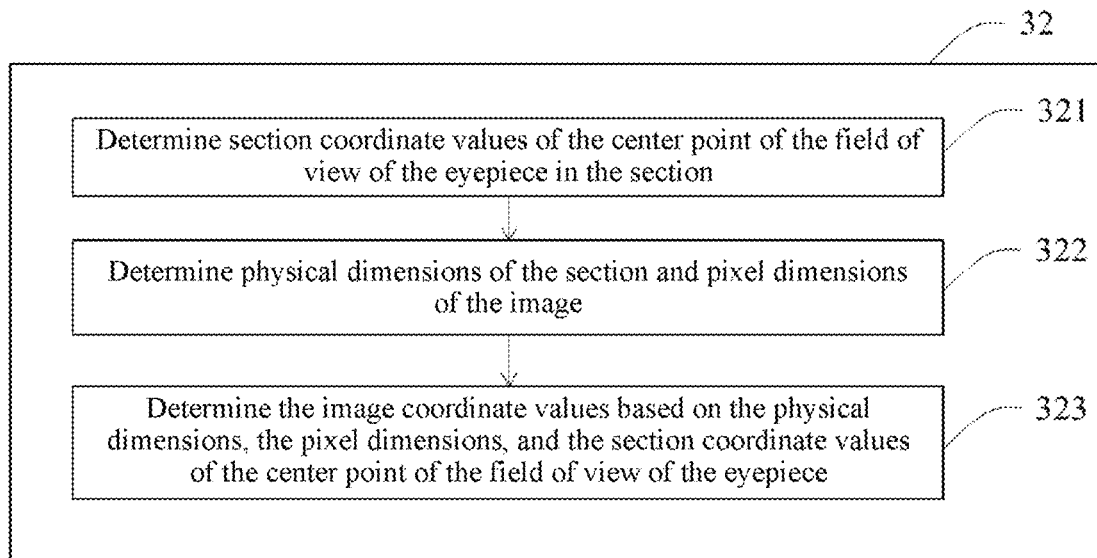 32
321
Determine section coordinate values of the center point of the field of
view of the eyepiece in the section
322
Determine physical dimensions of the section and pixel dimensions
of the image
323
Determine the image coordinate values based on the physical
dimensions, the pixel dimensions, and the section coordinate values
of the center point of the field of view of the eyepiece